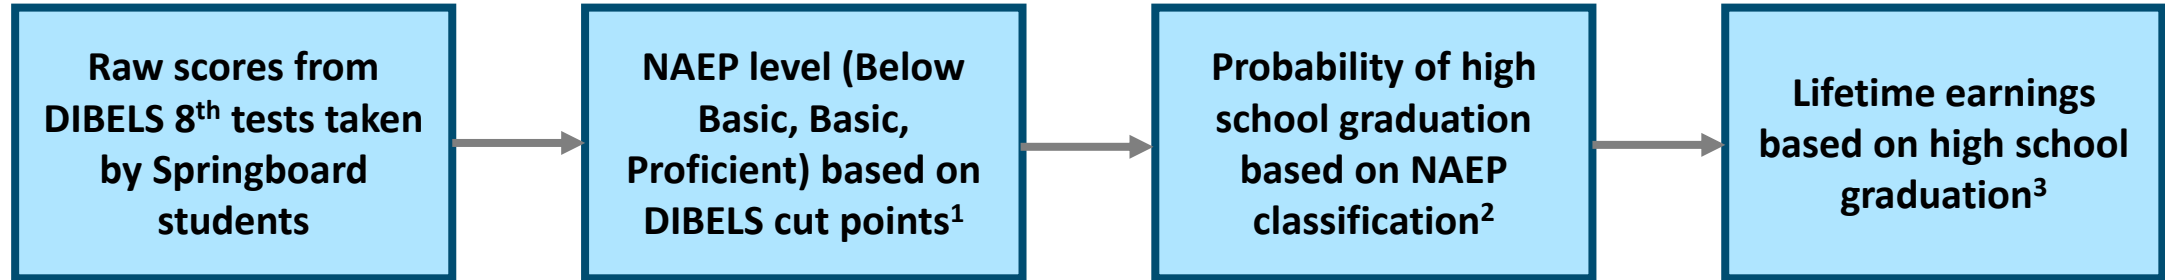 Raw scores from
DIBELS 8th tests taken
by Springboard
students
NAEP level (Below
Basic, Basic,
Proficient) based on
DIBELS cut points1
Probability of high
school graduation
based on NAEP
classification2
Lifetime earnings
based on high school
graduation3